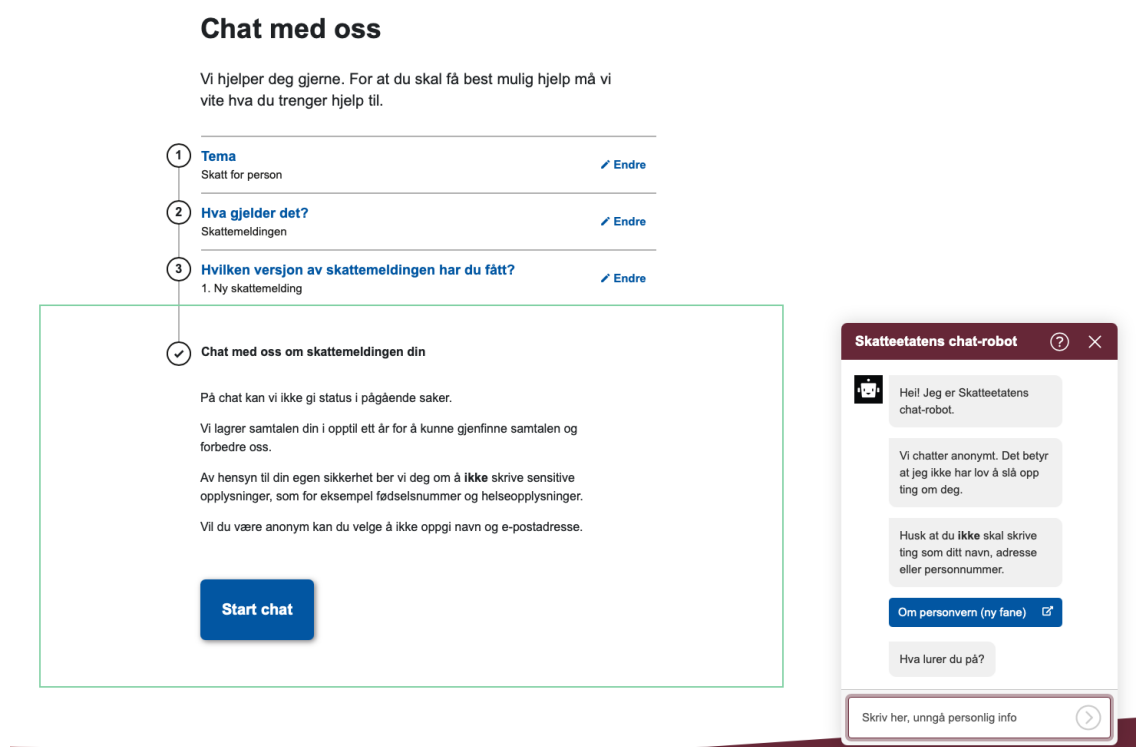 Chat med oss
Vi hjelper deg gjerne. For at du skal få best mulig hjelp må vi
vite hva du trenger hjelp til.
1
Tema
Skatt for person
Endre
2
Hva gjelder det?
Skattemeldingen
Endre
3
Hvilken versjon av skattemeldingen har du fått?
1. Ny skattemelding
Endre
Chat med oss om skattemeldingen din
På chat kan vi ikke gi status i pågående saker.
Vi lagrer samtalen din i opptil ett år for å kunne gjenfinne samtalen og
forbedre oss.
Av hensyn til din egen sikkerhet ber vi deg om å ikke skrive sensitive
opplysninger, som for eksempel fødselsnummer og helseopplysninger.
Vil du være anonym kan du velge å ikke oppgi navn og e-postadresse.
Start chat
Skatteetatens chat-robot
?
Hei! Jeg er Skatteetatens
chat-robot.
Vi chatter anonymt. Det betyr
at jeg ikke har lov å slå opp
ting om deg.
Husk at du ikke skal skrive
ting som ditt navn, adresse
eller personnummer.
Om personvern (ny fane)
Hva lurer du på?
Skriv her, unngå personlig info